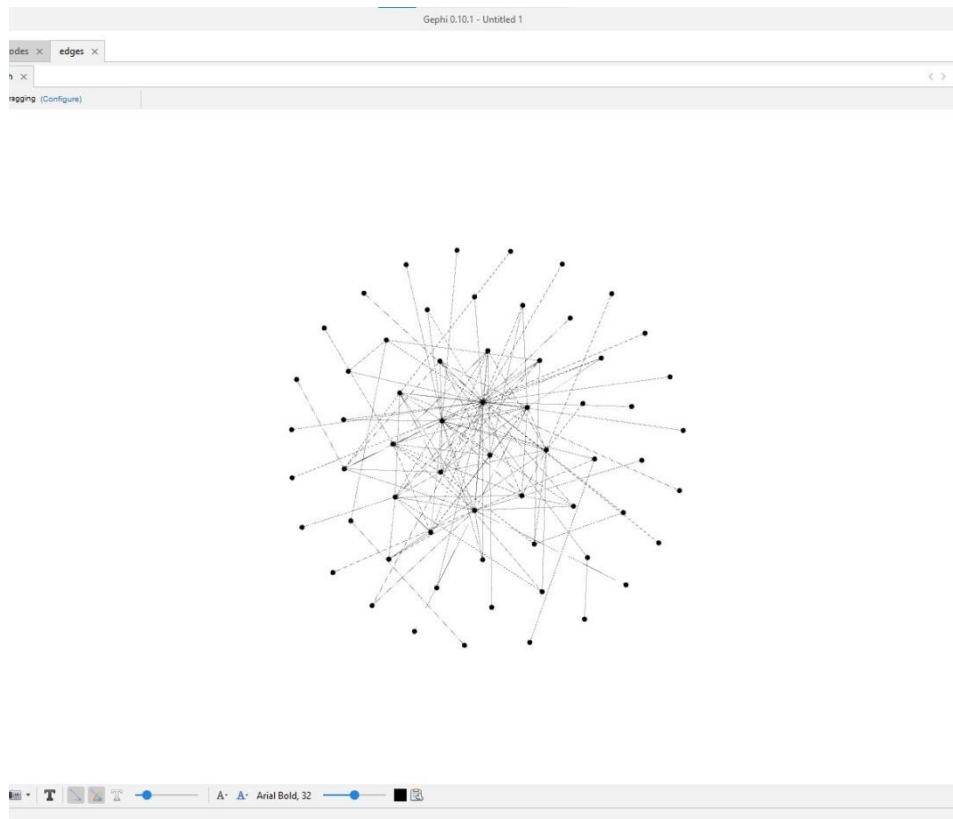 Gephi 0.10.1 - Untitled 1
odes × edges ×
h ×
ragging (Configure)
T T A- A- Arial Bold, 32